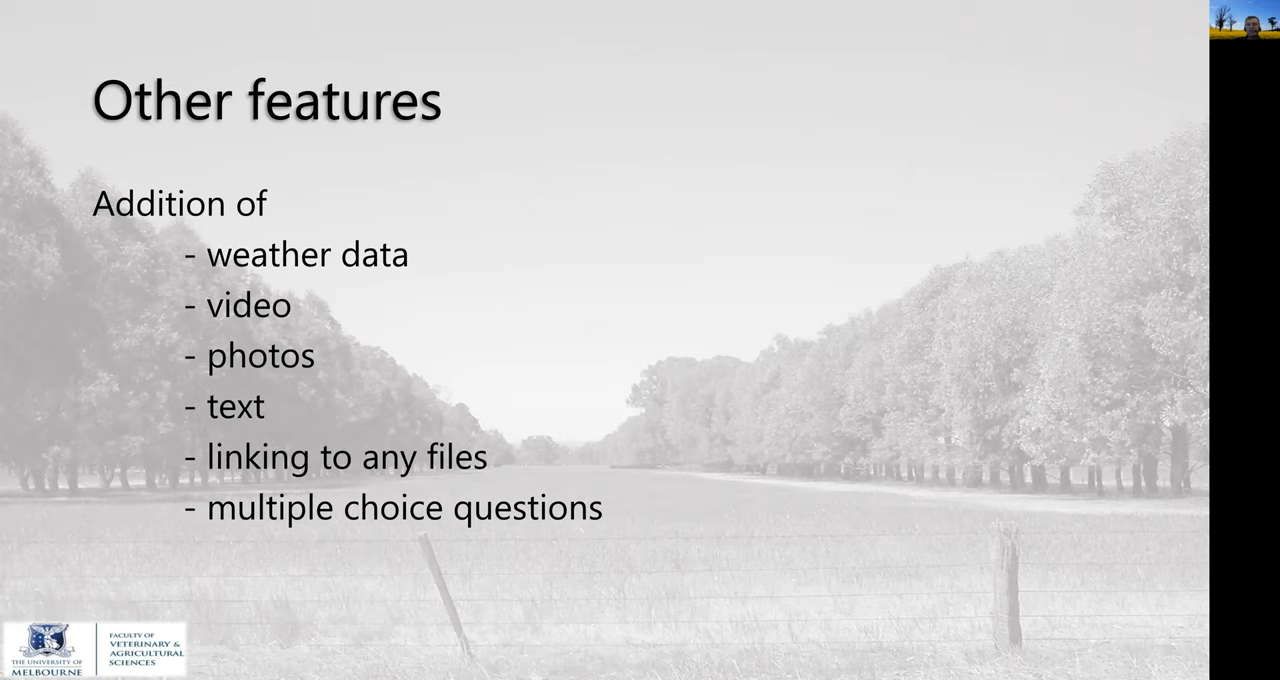 Other features
Addition of
- weather data
- video
- photos
- text
- linking to any files
- multiple choice questions
THE UNIVERSITY OF
MELBOURNE
FACULTY OF
VETERINARY &
AGRICULTURAL
SCIENCES